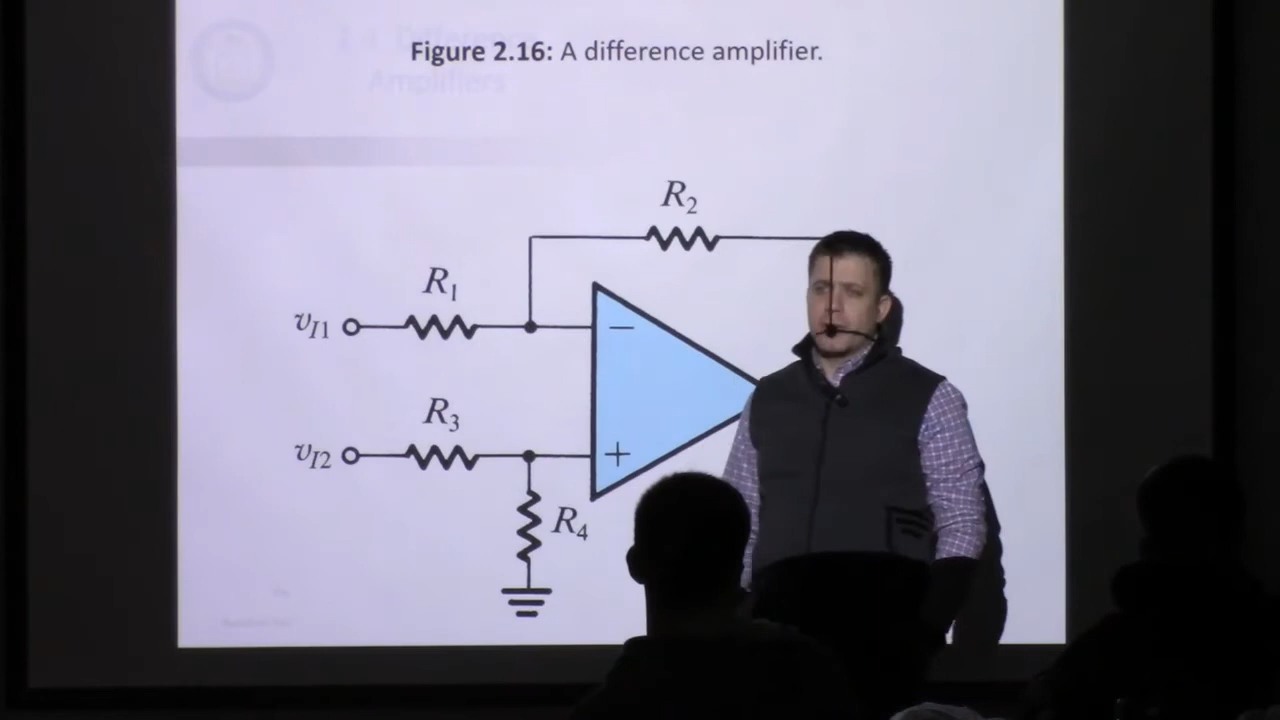 Figure 2.16: A difference amplifier.
R2
R1
vI1
−
R3
vI2
+
R4